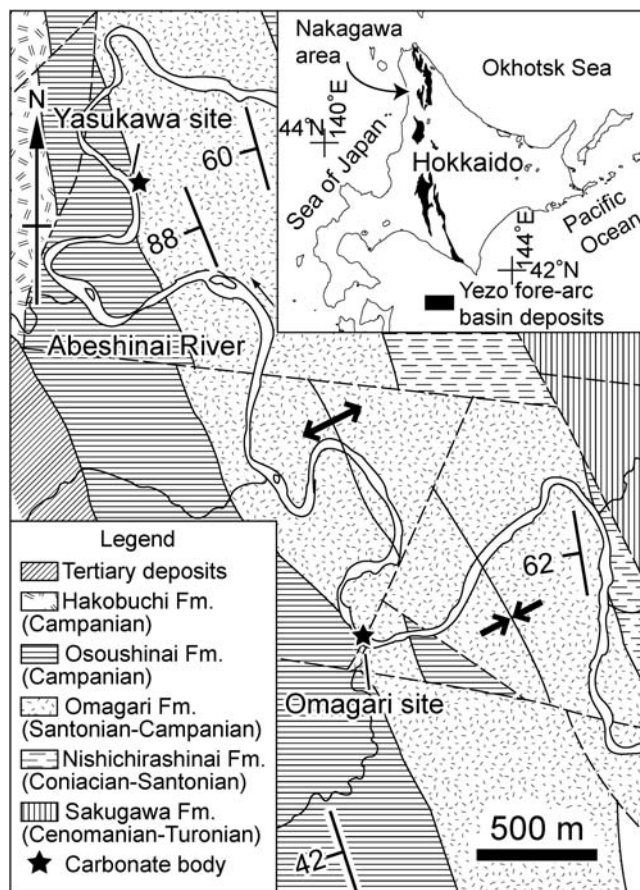 N
Yasukawa site
60
88
Abeshinai River
Nakagawa
area
Okhotsk Sea
44°N
140°E
Sea of Japan
Hokkaido
Pacific
Ocean
144°E
42°N
Yezo fore-arc
basin deposits
62
Omagari site
42
500 m
Legend
Tertiary deposits
Hakobuchi Fm.
(Campanian)
Osoushinai Fm.
(Campanian)
Omagari Fm.
(Santonian-Campanian)
Nishichirashinai Fm.
(Coniacian-Santonian)
Sakugawa Fm.
(Cenomanian-Turonian)
Carbonate body